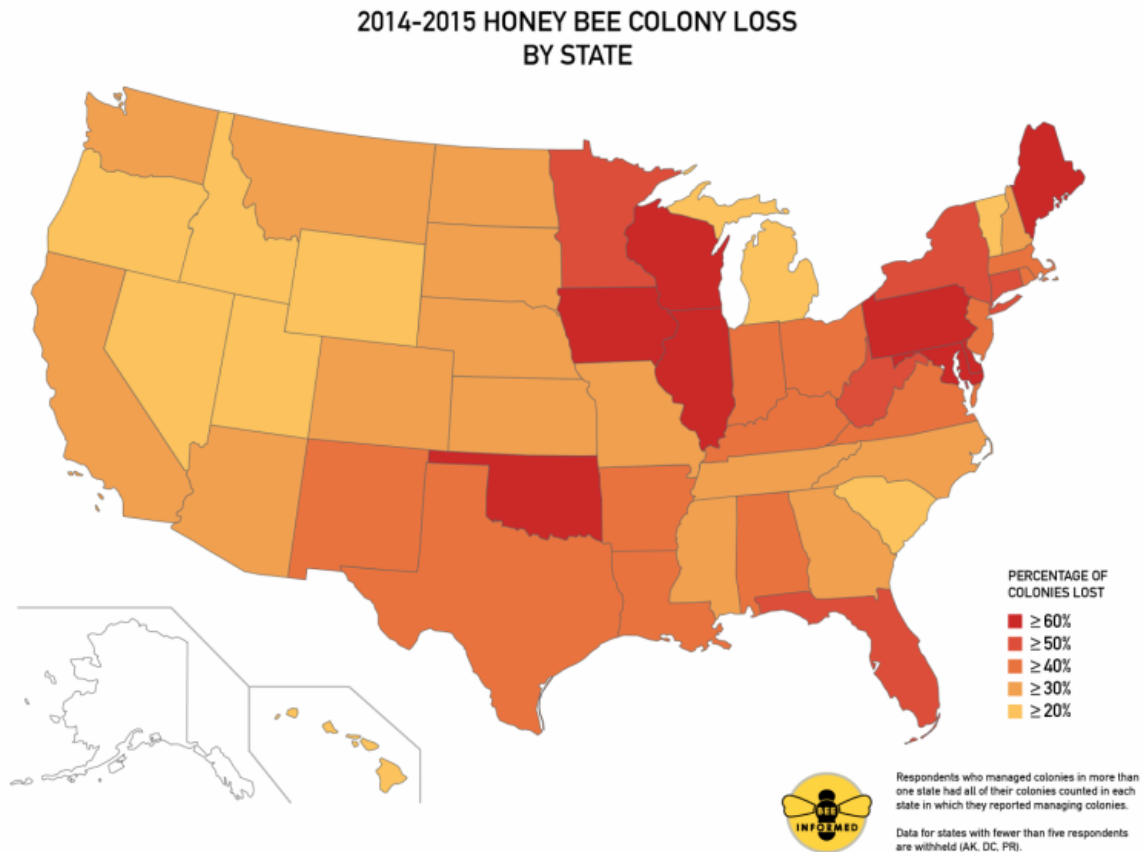 2014-2015 HONEY BEE COLONY LOSS
BY STATE
PERCENTAGE OF
COLONIES LOST
≥ 60%
≥ 50%
≥ 40%
≥ 30%
≥ 20%
BEE
INFORMED
Respondents who managed colonies in more than
one state had all of their colonies counted in each
state in which they reported managing colonies.
Data for states with fewer than five respondents
are withheld (AK, DC, PR).